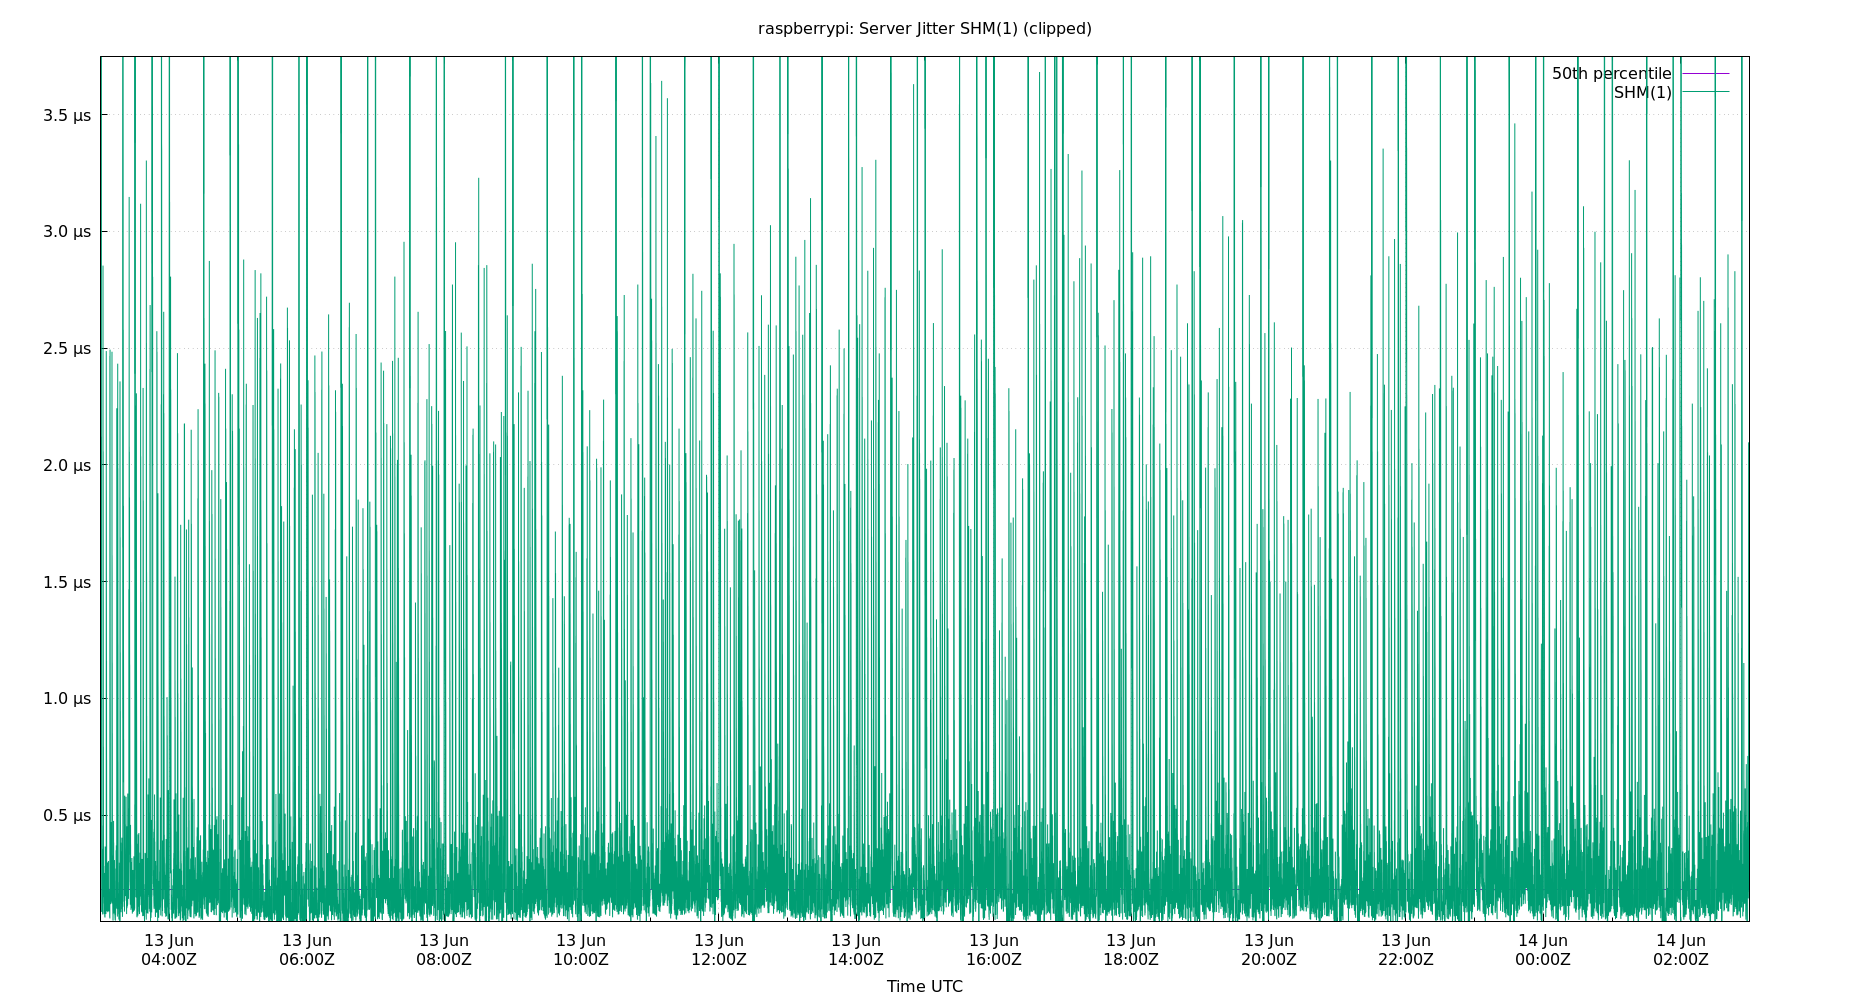 raspberrypi: Server Jitter SHM(1) (clipped)
50th percentile
SHM(1)
3.5 µs
3.0 µs
2.5 µs
2.0 µs
1.5 µs
1.0 µs
0.5 µs
13 Jun 13 Jun 13 Jun 13 Jun 13 Jun 13 Jun 13 Jun 13 Jun 13 Jun 13 Jun 14 Jun 14 Jun
04:00Z 06:00Z 08:00Z 10:00Z 12:00Z 14:00Z 16:00Z 18:00Z 20:00Z 22:00Z 00:00Z 02:00Z
Time UTC